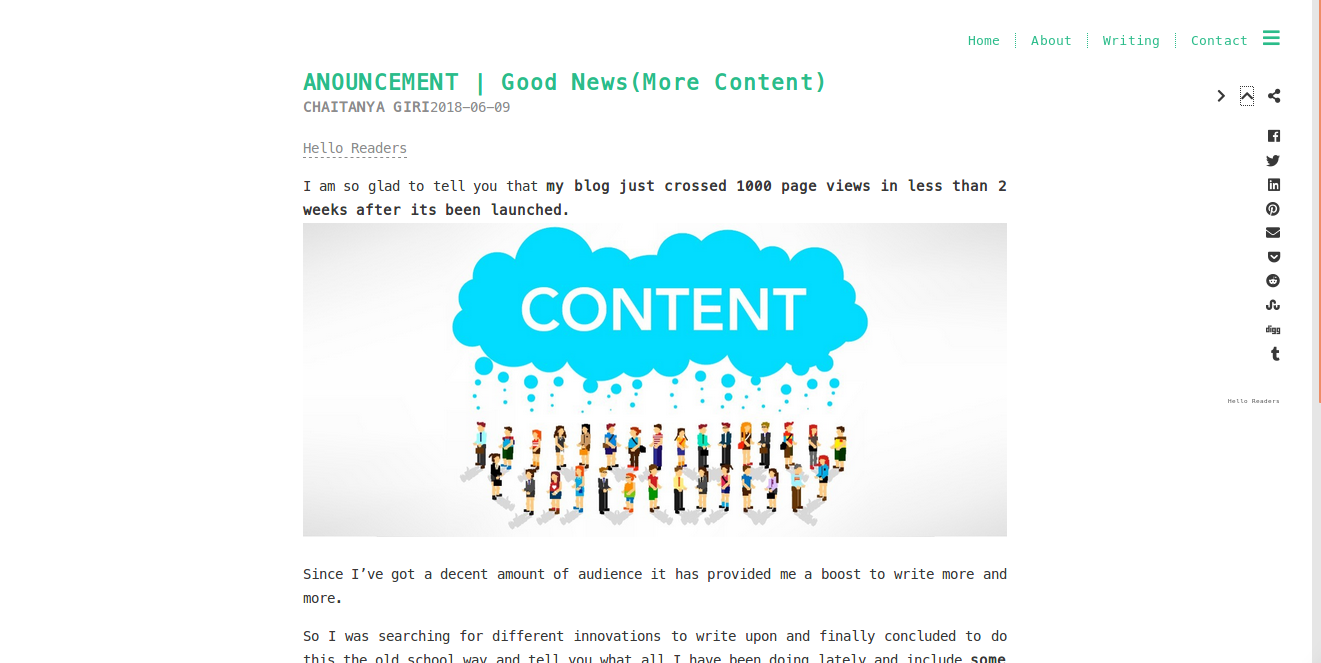 Home
About
Writing
Contact
ANOUNCEMENT | Good News(More Content)
CHAITANYA GIRI2018-06-09
Hello Readers
I am so glad to tell you that my blog just crossed 1000 page views in less than 2
weeks after its been launched.
CONTENT
digg
Hello Readers
Since I’ve got a decent amount of audience it has provided me a boost to write more and
more.
So I was searching for different innovations to write upon and finally concluded to do
this the old school way and tell you what all I have been doing lately and include some